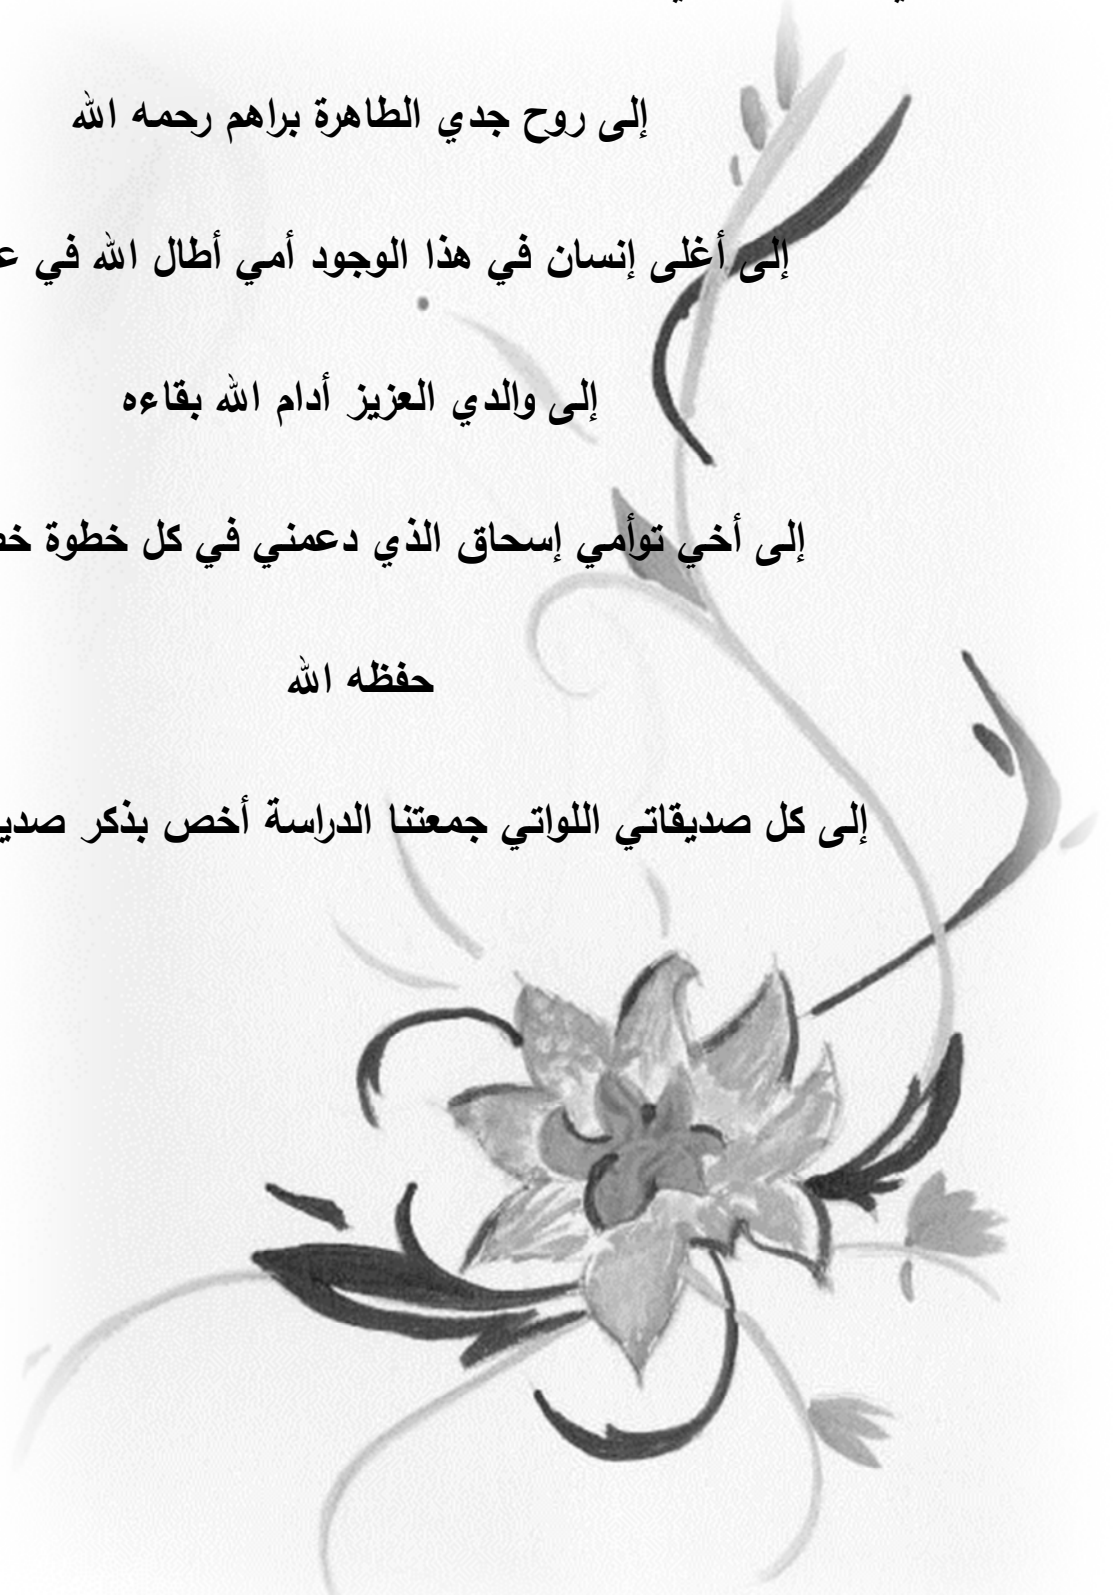 إلى روح جدي الطاهرة براهم رحمه الله
إلى أغلى إنسان في هذا الوجود أمي أطال الله في
إلى والدي العزيز أدام الله بقاءه
إلى أخي توأمي إسحاق الذي دعمني في كل خطوة
حفظه الله
إلى كل صديقاتي اللواتي جمعتنا الدراسة أخص بذكر